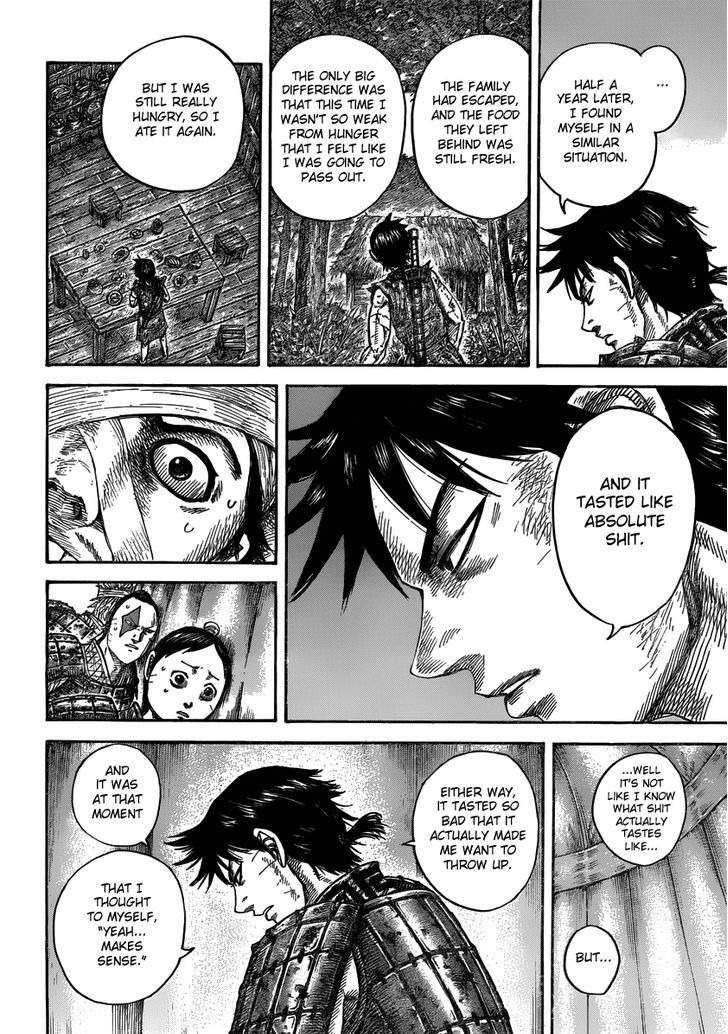 ...
HALF A
YEAR LATER,
I FOUND
MYSELF IN A
SIMILAR
SITUATION.
THE FAMILY
HAD ESCAPED,
AND THE FOOD
THEY LEFT
BEHIND WAS
STILL FRESH.
THE ONLY BIG
DIFFERENCE WAS
THAT THIS TIME I
WASN'T SO WEAK
FROM HUNGER
THAT I FELT LIKE
I WAS GOING TO
PASS OUT.
BUT I WAS
STILL REALLY
HUNGRY, SO I
ATE IT AGAIN.
AND IT
TASTED LIKE
ABSOLUTE
SHIT.
...WELL
IT'S NOT
LIKE I KNOW
WHAT SHIT
ACTUALLY
TASTES
LIKE...
BUT...
EITHER WAY,
IT TASTED SO
BAD THAT IT
ACTUALLY MADE
ME WANT TO
THROW UP.
AND
IT WAS
AT THAT
MOMENT
THAT I
THOUGHT
TO MYSELF,
"YEAH...
MAKES
SENSE."